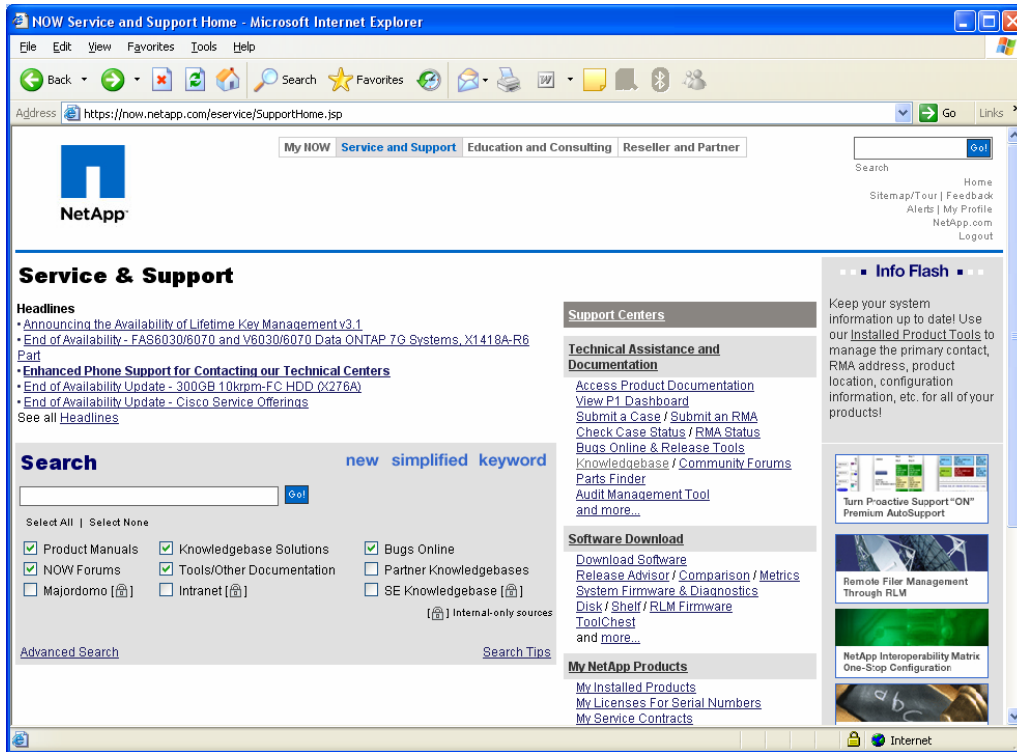 NOW Service and Support Home - Microsoft Internet Explorer
File Edit View Favorites Tools Help
Back Search Favorites
Address https://now.netapp.com/eservice/SupportHome.jsp Go Links
NetApp
My NOW Service and Support Education and Consulting Reseller and Partner
Go!
Search
Home
Sitemap/Tour | Feedback
Alerts | My Profile
NetApp.com
Logout
Service & Support
Headlines
• Announcing the Availability of Lifetime Key Management v3.1
• End of Availability - FAS6030/6070 and V6030/6070 Data ONTAP 7G Systems, X1418A-R6
Part
• Enhanced Phone Support for Contacting our Technical Centers
• End of Availability Update - 300GB 10krpm-FC HDD (X276A)
• End of Availability Update - Cisco Service Offerings
See all Headlines
Search new simplified keyword
Go!
Select All | Select None
Product Manuals Knowledgebase Solutions Bugs Online
NOW Forums Tools/Other Documentation Partner Knowledgebases
Majordomo [ ] Intranet [ ] SE Knowledgebase [ ]
[ ] Internal-only sources
Advanced Search Search Tips
Support Centers
Technical Assistance and
Documentation
Access Product Documentation
View P1 Dashboard
Submit a Case / Submit an RMA
Check Case Status / RMA Status
Bugs Online & Release Tools
Knowledgebase / Community Forums
Parts Finder
Audit Management Tool
and more...
Software Download
Download Software
Release Advisor / Comparison / Metrics
System Firmware & Diagnostics
Disk / Shelf / RLM Firmware
ToolChest
and more...
My NetApp Products
My Installed Products
My Licenses For Serial Numbers
My Service Contracts
Info Flash
Keep your system
information up to date! Use
our Installed Product Tools to
manage the primary contact,
RMA address, product
location, configuration
information, etc. for all of your
products!
Turn Proactive Support "ON"
Premium AutoSupport
Remote Filer Management
Through RLM
NetApp Interoperability Matrix
One-Stop Configuration
Internet